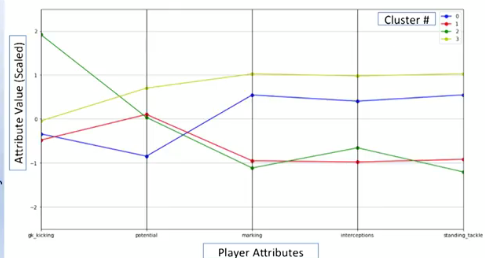 Cluster #
0
1
2
3
2
1
0
−1
−2
Attribute Value (Scaled)
gk_kicking
potential
marking
interceptions
standing_tackle
Player Attributes